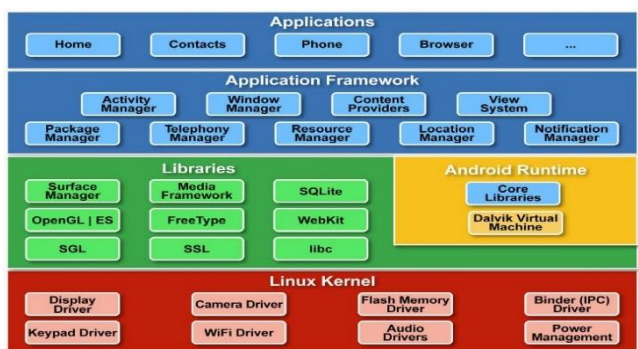 Applications
Home Contacts Phone Browser ...
Application Framework
Activity Manager Window Manager Content Providers View System
Package Manager Telephony Manager Resource Manager Location Manager Notification Manager
Libraries
Surface Manager Media Framework SQLite
OpenGL | ES FreeType WebKit
SGL SSL libc
Android Runtime
Core Libraries
Dalvik Virtual Machine
Linux Kernel
Display Driver Camera Driver Flash Memory Driver Binder (IPC) Driver
Keypad Driver WiFi Driver Audio Drivers Power Management